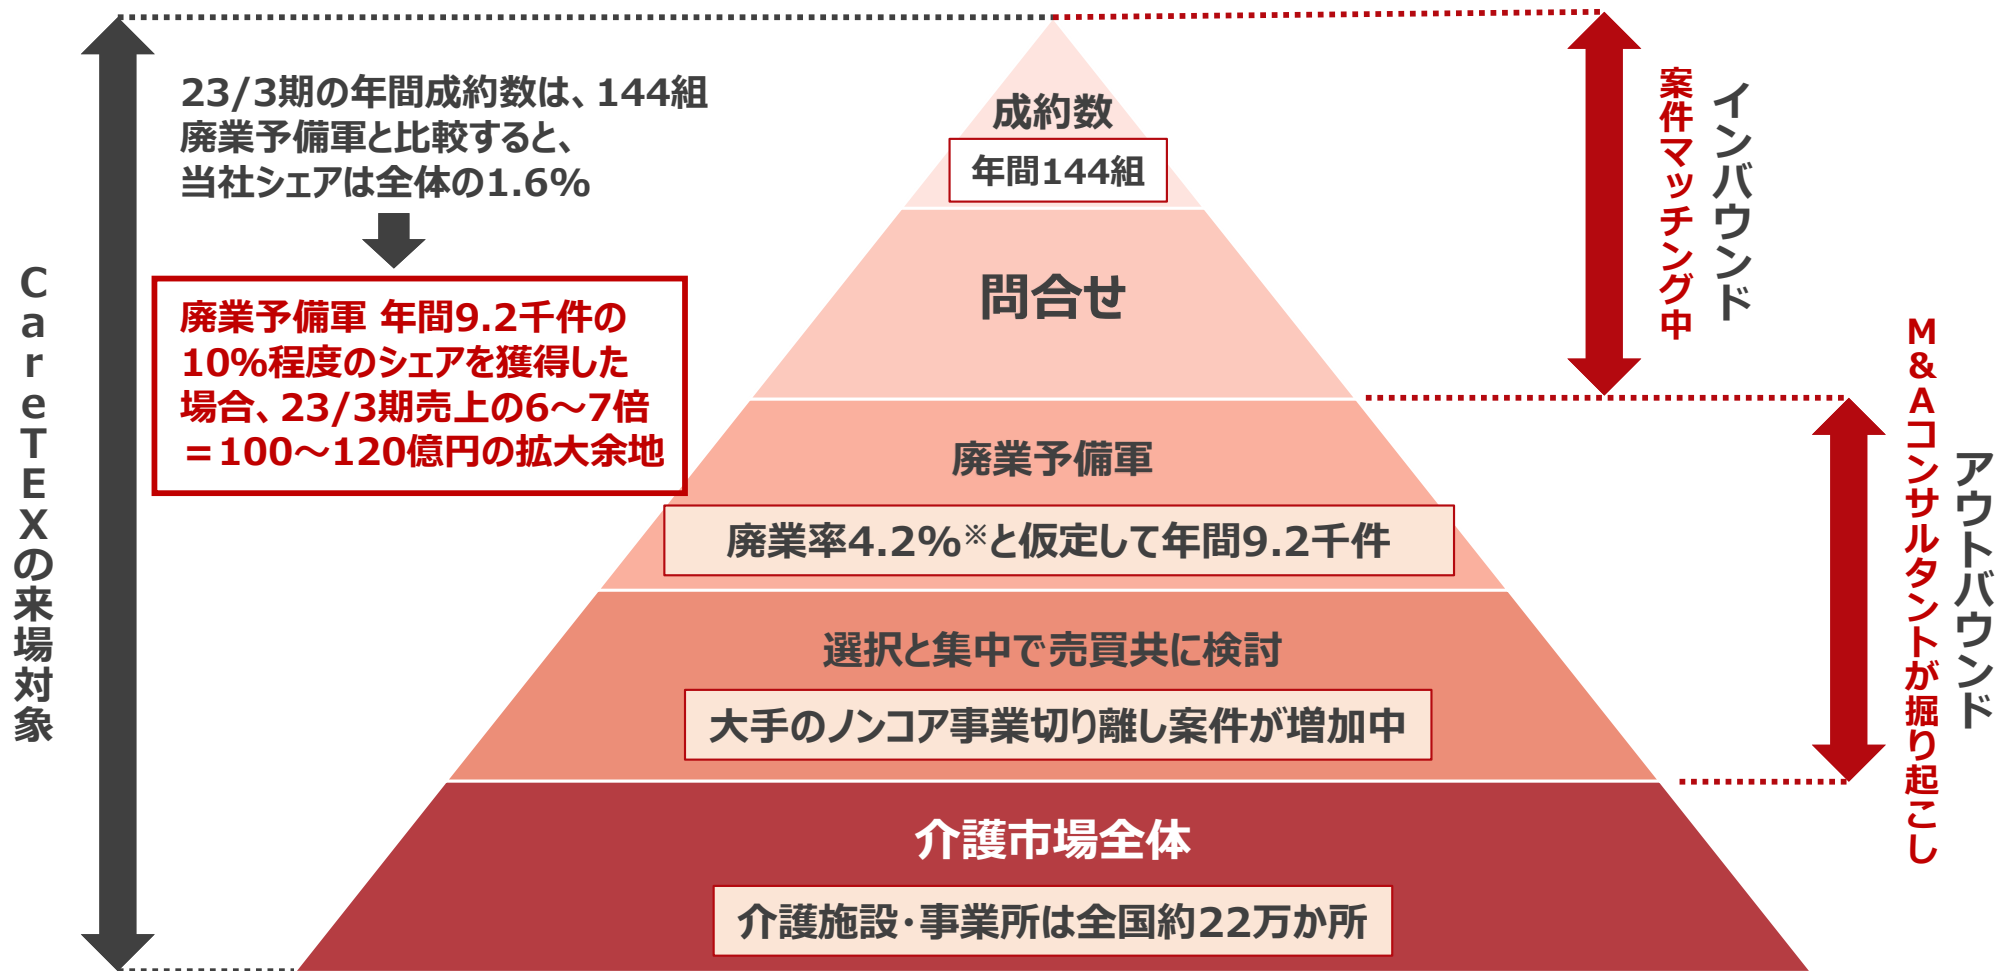 CareTEXの来場対象
23/3期の年間成約数は、144組
廃業予備軍と比較すると、
当社シェアは全体の1.6%
廃業予備軍 年間9.2千件の
10%程度のシェアを獲得した
場合、23/3期売上の6〜7倍
＝100〜120億円の拡大余地
成約数
年間144組
問合せ
廃業予備軍
廃業率4.2%※と仮定して年間9.2千件
選択と集中で売買共に検討
大手のノンコア事業切り離し案件が増加中
介護市場全体
介護施設・事業所は全国約22万か所
インバウンド
案件マッチング中
アウトバウンド
M&Aコンサルタントが掘り起こし